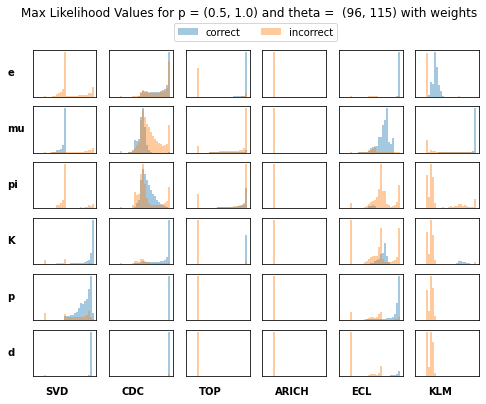 Max Likelihood Values for p = (0.5, 1.0) and theta =  (96, 115) with weights
correct incorrect
e
mu
pi
K
p
d
SVD CDC TOP ARICH ECL KLM